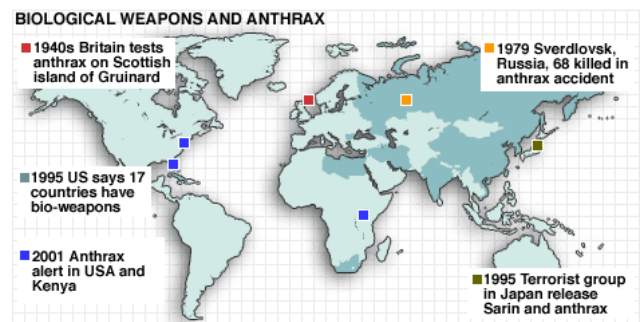 BIOLOGICAL WEAPONS AND ANTHRAX
1940s Britain tests
anthrax on Scottish
island of Gruinard
1979 Sverdlovsk,
Russia, 68 killed in
anthrax accident
1995 US says 17
countries have
bio-weapons
2001 Anthrax
alert in USA and
Kenya
1995 Terrorist group
in Japan release
Sarin and anthrax